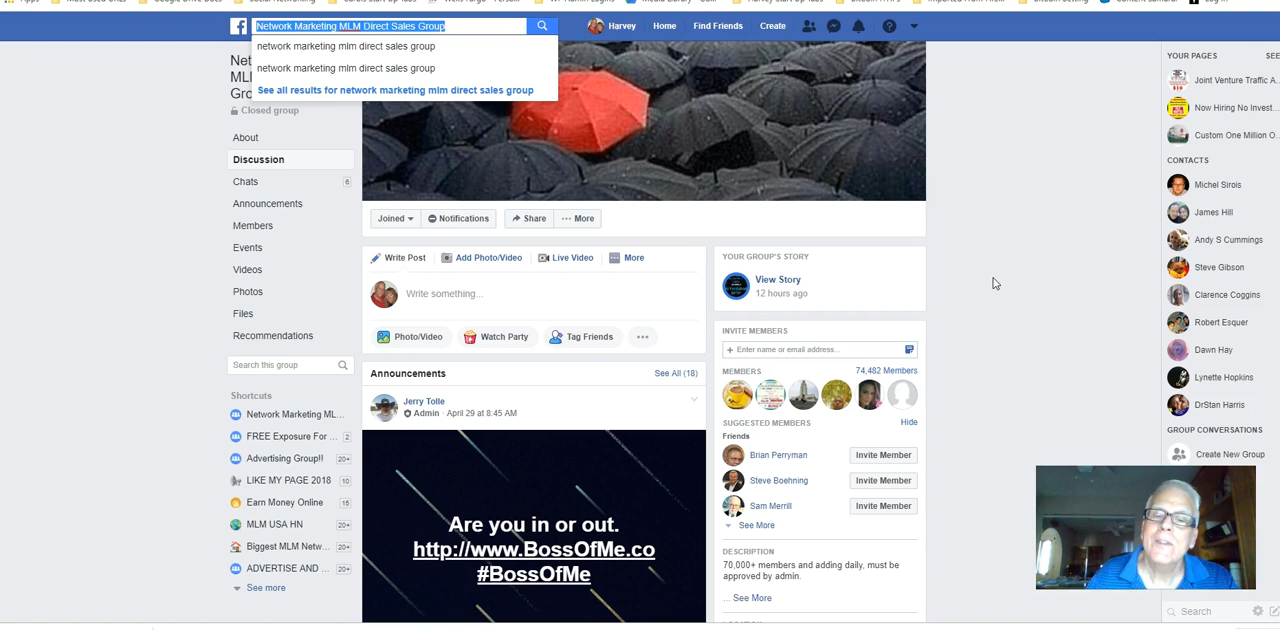 Apps
Network Marketing MLM Direct Sales Group
Harvey
Home
Find Friends
Create
network marketing mlm direct sales group
network marketing mlm direct sales group
See all results for network marketing mlm direct sales group
Closed group
About
Discussion
Chats
6
Announcements
Members
Events
Videos
Photos
Files
Recommendations
Search this group
Shortcuts
Network Marketing ML...
FREE Exposure For ...
2
Advertising Group!!
20+
LIKE MY PAGE 2018
10
Earn Money Online
15
MLM USA HN
20+
Biggest MLM Netw...
20+
ADVERTISE AND ...
20+
See more
Joined
Notifications
Share
More
Write Post
Add Photo/Video
Live Video
More
Write something...
Photo/Video
Watch Party
Tag Friends
Announcements
See All (18)
Jerry Tolle
Admin · April 29 at 8:45 AM
Are you in or out.
http://www.BossOfMe.co
#BossOfMe
YOUR GROUP'S STORY
View Story
12 hours ago
INVITE MEMBERS
+ Enter name or email address...
MEMBERS
74,482 Members
SUGGESTED MEMBERS
Hide
Friends
Brian Perryman
Invite Member
Steve Boehning
Invite Member
Sam Merrill
Invite Member
See More
DESCRIPTION
70,000+ members and adding daily, must be
approved by admin.
... See More
YOUR PAGES
SEE
Joint Venture Traffic A...
Now Hiring No Invest...
Custom One Million O...
CONTACTS
Michel Sirois
James Hill
Andy S Cummings
Steve Gibson
Clarence Coggins
Robert Esquer
Dawn Hay
Lynette Hopkins
DrStan Harris
GROUP CONVERSATIONS
Create New Group
Search